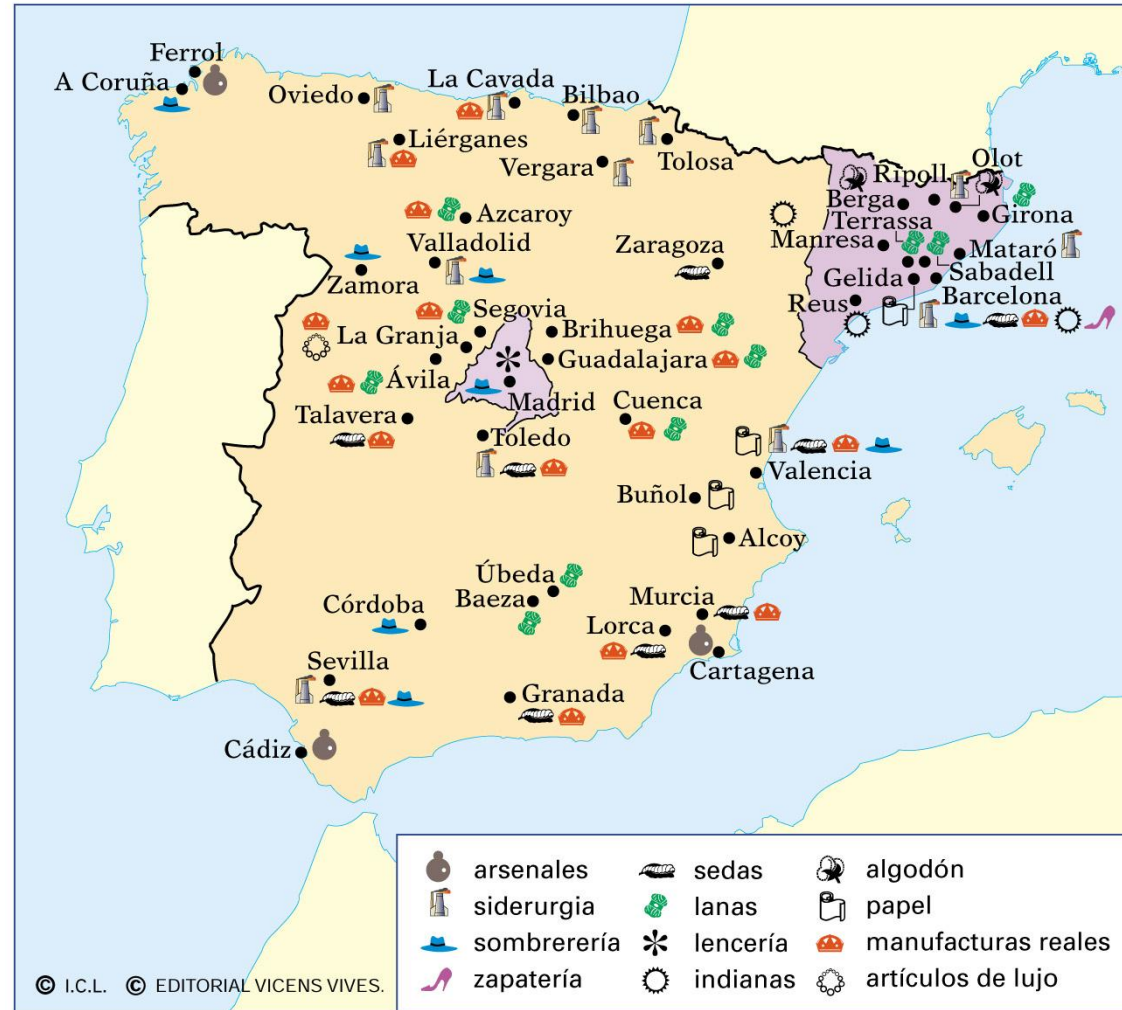 Ferrol
A Coruña
Oviedo
La Cavada
Bilbao
Liérganes
Vergara
Tolosa
Olot
Ripoll
Berga
Girona
Terrassa
Azcaroy
Manresa
Mataró
Valladolid
Zaragoza
Zamora
Gelida
Sabadell
Segovia
Reus
Barcelona
La Granja
Brihuega
Guadalajara
Ávila
Madrid
Cuenca
Talavera
Toledo
Valencia
Buñol
Alcoy
Úbeda
Baeza
Murcia
Córdoba
Lorca
Cartagena
Sevilla
Granada
Cádiz
arsenales
siderurgia
sombrerería
zapatería
sedas
lanas
lencería
indianas
algodón
papel
manufacturas reales
artículos de lujo
© I.C.L. © EDITORIAL VICENS VIVES.